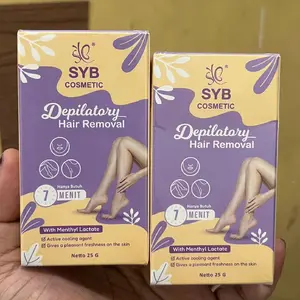 SYB
COSMETIC
Depilatory
Hair Removal
Hanya Butuh
7 MENIT
With Menthyl Lactate
Active cooling agent
Gives a pleasant freshness on the skin
Netto 25 G
SYB
COSMETIC
Depilatory
Hair Removal
Hanya Butuh
7 MENIT
With Menthyl Lactate
Active cooling agent
Gives a pleasant freshness on the skin
Netto 25 G